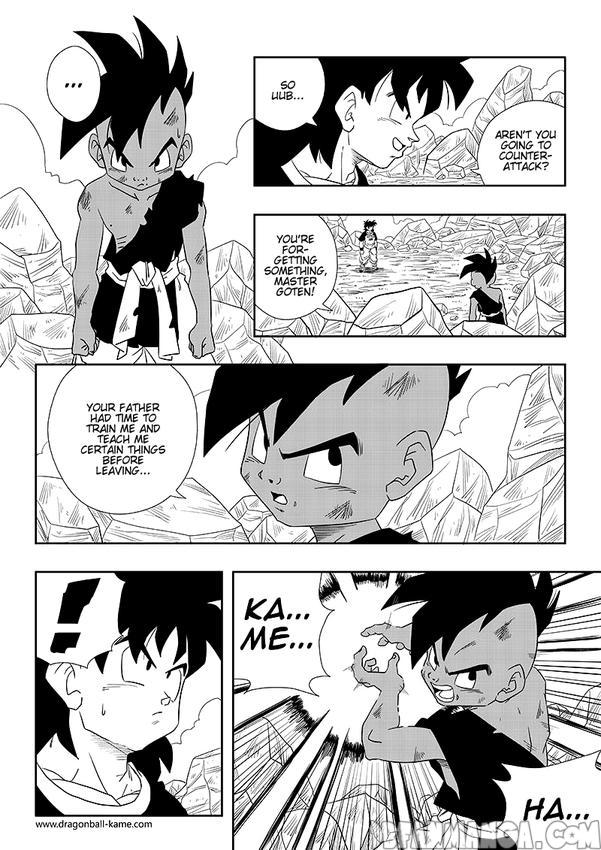 ...
SO
UUB...
AREN'T YOU
GOING TO
COUNTER-
ATTACK?
YOU'RE
FOR-
GETTING
SOMETHING,
MASTER
GOTEN!
YOUR FATHER
HAD TIME TO
TRAIN ME AND
TEACH ME
CERTAIN THINGS
BEFORE
LEAVING...
!
KA...
ME...
HA...
www.dragonball-kame.com